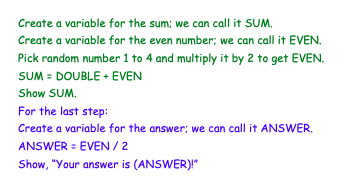 Create a variable for the sum; we can call it SUM.
Create a variable for the even number; we can call it EVEN.
Pick random number 1 to 4 and multiply it by 2 to get EVEN.
SUM = DOUBLE + EVEN
Show SUM.
For the last step:
Create a variable for the answer; we can call it ANSWER.
ANSWER = EVEN / 2
Show, “Your answer is (ANSWER)!”